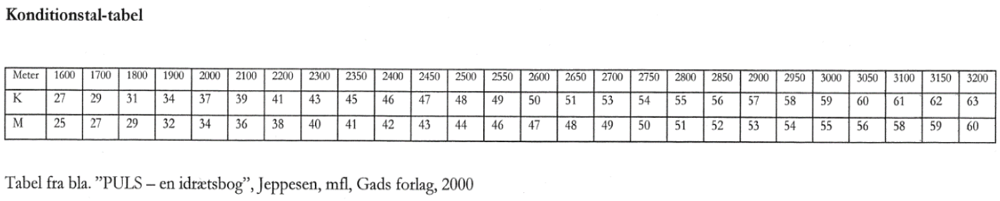 Konditionstal-tabel
Meter 1600 1700 1800 1900 2000 2100 2200 2300 2350 2400 2450 2500 2550 2600 2650 2700 2750 2800 2850 2900 2950 3000 3050 3100 3150 3200
K 27 29 31 34 37 39 41 43 45 46 47 48 49 50 51 53 54 55 56 57 58 59 60 61 62 63
M 25 27 29 32 34 36 38 40 41 42 43 44 46 47 48 49 50 51 52 53 54 55 56 58 59 60
Tabel fra bla. ”PULS – en idrætsbog”, Jeppesen, mfl, Gads forlag, 2000